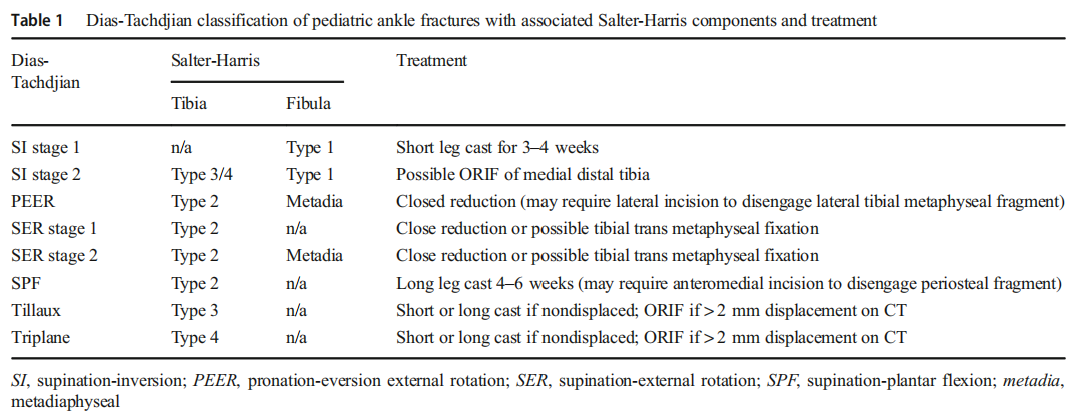 Table 1 Dias-Tachdjian classification of pediatric ankle fractures with associated Salter-Harris components and treatment
Dias-Tachdjian Salter-Harris Treatment
Tibia Fibula
SI stage 1 n/a Type 1 Short leg cast for 3–4 weeks
SI stage 2 Type 3/4 Type 1 Possible ORIF of medial distal tibia
PEER Type 2 Metadia Closed reduction (may require lateral incision to disengage lateral tibial metaphyseal fragment)
SER stage 1 Type 2 n/a Close reduction or possible tibial trans metaphyseal fixation
SER stage 2 Type 2 Metadia Close reduction or possible tibial trans metaphyseal fixation
SPF Type 2 n/a Long leg cast 4–6 weeks (may require anteromedial incision to disengage periosteal fragment)
Tillaux Type 3 n/a Short or long cast if nondisplaced; ORIF if > 2 mm displacement on CT
Triplane Type 4 n/a Short or long cast if nondisplaced; ORIF if > 2 mm displacement on CT
SI, supination-inversion; PEER, pronation-eversion external rotation; SER, supination-external rotation; SPF, supination-plantar flexion; metadia,
metadiaphyseal